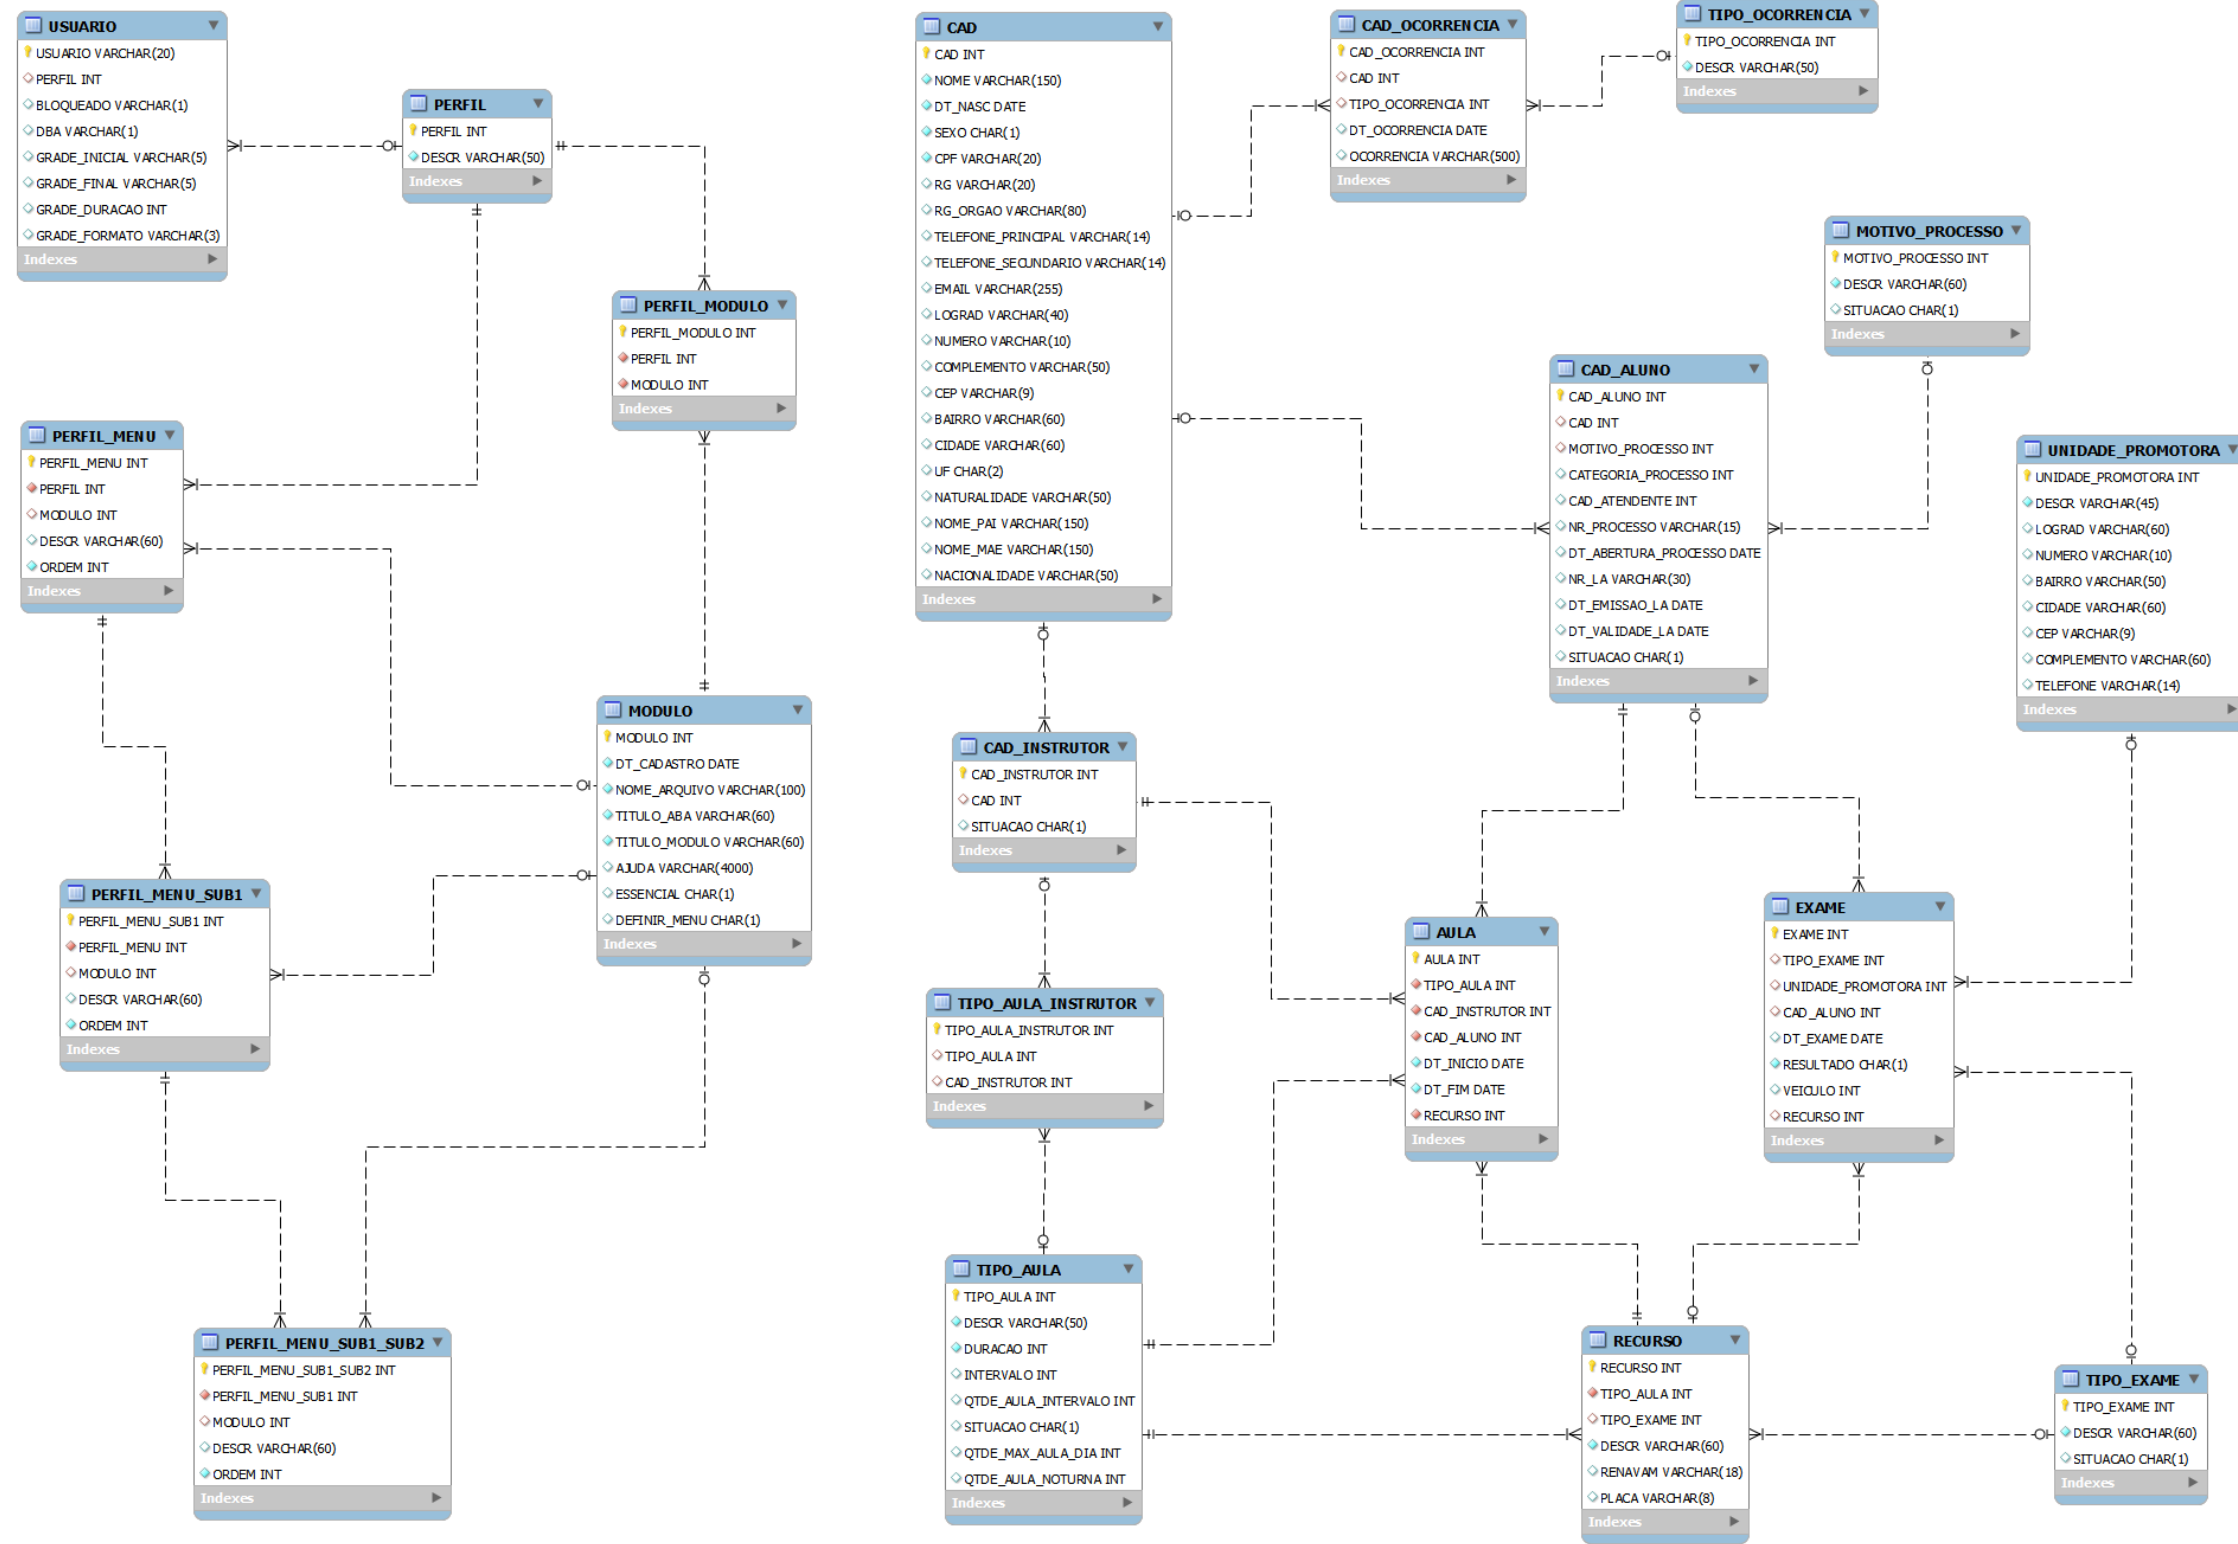 USUARIO
USUARIO VARCHAR(20)
PERFIL INT
BLOQUEADO VARCHAR(1)
DBA VARCHAR(1)
GRADE_INICIAL VARCHAR(5)
GRADE_FINAL VARCHAR(5)
GRADE_DURACAO INT
GRADE_FORMATO VARCHAR(3)
Indexes
PERFIL
PERFIL INT
DESCR VARCHAR(50)
Indexes
PERFIL_MODULO
PERFIL_MODULO INT
PERFIL INT
MODULO INT
Indexes
PERFIL_MENU
PERFIL_MENU INT
PERFIL INT
MODULO INT
DESCR VARCHAR(60)
ORDEM INT
Indexes
MODULO
MODULO INT
DT_CADASTRO DATE
NOME_ARQUIVO VARCHAR(100)
TITULO_ABA VARCHAR(60)
TITULO_MODULO VARCHAR(60)
AJUDA VARCHAR(4000)
ESSENCIAL CHAR(1)
DEFINIR_MENU CHAR(1)
Indexes
PERFIL_MENU_SUB1
PERFIL_MENU_SUB1 INT
PERFIL_MENU INT
MODULO INT
DESCR VARCHAR(60)
ORDEM INT
Indexes
PERFIL_MENU_SUB1_SUB2
PERFIL_MENU_SUB1_SUB2 INT
PERFIL_MENU_SUB1 INT
MODULO INT
DESCR VARCHAR(60)
ORDEM INT
Indexes
CAD
CAD INT
NOME VARCHAR(150)
DT_NASC DATE
SEXO CHAR(1)
CPF VARCHAR(20)
RG VARCHAR(20)
RG_ORGAO VARCHAR(80)
TELEFONE_PRINCIPAL VARCHAR(14)
TELEFONE_SECUNDARIO VARCHAR(14)
EMAIL VARCHAR(255)
LOGRAD VARCHAR(40)
NUMERO VARCHAR(10)
COMPLEMENTO VARCHAR(50)
CEP VARCHAR(9)
BAIRRO VARCHAR(60)
CIDADE VARCHAR(60)
UF CHAR(2)
NATURALIDADE VARCHAR(50)
NOME_PAI VARCHAR(150)
NOME_MAE VARCHAR(150)
NACIONALIDADE VARCHAR(50)
Indexes
CAD_OCORRENCIA
CAD_OCORRENCIA INT
CAD INT
TIPO_OCORRENCIA INT
DT_OCORRENCIA DATE
OCORRENCIA VARCHAR(500)
Indexes
TIPO_OCORRENCIA
TIPO_OCORRENCIA INT
DESCR VARCHAR(50)
Indexes
MOTIVO_PROCESSO
MOTIVO_PROCESSO INT
DESCR VARCHAR(60)
SITUACAO CHAR(1)
Indexes
CAD_ALUNO
CAD_ALUNO INT
CAD INT
MOTIVO_PROCESSO INT
CATEGORIA_PROCESSO INT
CAD_ATENDENTE INT
NR_PROCESSO VARCHAR(15)
DT_ABERTURA_PROCESSO DATE
NR_LA VARCHAR(30)
DT_EMISSAO_LA DATE
DT_VALIDADE_LA DATE
SITUACAO CHAR(1)
Indexes
UNIDADE_PROMOTORA
UNIDADE_PROMOTORA INT
DESCR VARCHAR(45)
LOGRAD VARCHAR(60)
NUMERO VARCHAR(10)
BAIRRO VARCHAR(50)
CIDADE VARCHAR(60)
CEP VARCHAR(9)
COMPLEMENTO VARCHAR(60)
TELEFONE VARCHAR(14)
Indexes
CAD_INSTRUTOR
CAD_INSTRUTOR INT
CAD INT
SITUACAO CHAR(1)
Indexes
TIPO_AULA_INSTRUTOR
TIPO_AULA_INSTRUTOR INT
TIPO_AULA INT
CAD_INSTRUTOR INT
Indexes
AULA
AULA INT
TIPO_AULA INT
CAD_INSTRUTOR INT
CAD_ALUNO INT
DT_INICIO DATE
DT_FIM DATE
RECURSO INT
Indexes
EXAME
EXAME INT
TIPO_EXAME INT
UNIDADE_PROMOTORA INT
CAD_ALUNO INT
DT_EXAME DATE
RESULTADO CHAR(1)
VEICULO INT
RECURSO INT
Indexes
TIPO_AULA
TIPO_AULA INT
DESCR VARCHAR(50)
DURACAO INT
INTERVALO INT
QTDE_AULA_INTERVALO INT
SITUACAO CHAR(1)
QTDE_MAX_AULA_DIA INT
QTDE_AULA_NOTURNA INT
Indexes
RECURSO
RECURSO INT
TIPO_AULA INT
TIPO_EXAME INT
DESCR VARCHAR(60)
RENAVAM VARCHAR(18)
PLACA VARCHAR(8)
Indexes
TIPO_EXAME
TIPO_EXAME INT
DESCR VARCHAR(60)
SITUACAO CHAR(1)
Indexes